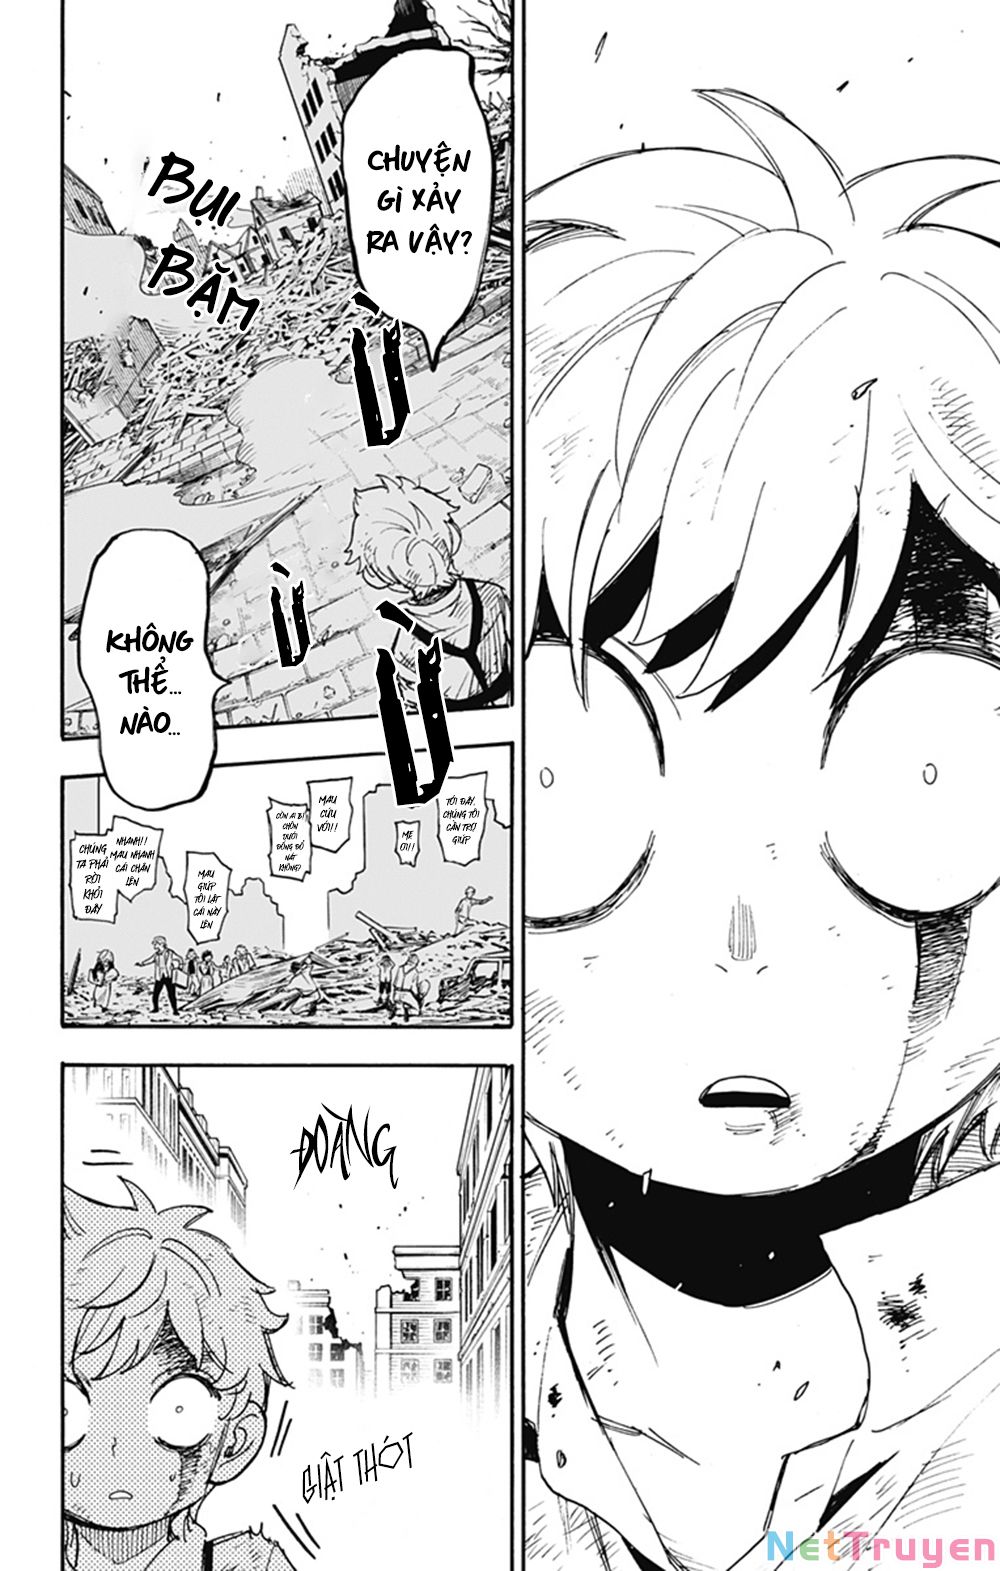 CHUYỆN
GÌ XẢY
RA VẬY?
BỤI
BẶM
Ù
Ù
Ù
KHÔNG
THỂ...
NÀO...
TỚI ĐÂY,
CHÚNG TÔI
CẦN TRỢ
GIÚP
MẸ
ƠI!!
MAU
CỨU
VỚI!!
CÒN AI BỊ
CHÔN
DƯỚI
ĐỐNG ĐỔ
NÁT
KHÔNG?
MAU
GIÚP
TÔI LẬT
CÁI NÀY
LÊN
NHANH!!
MAU NHANH
CÁI CHÂN
LÊN
CHÚNG
TA PHẢI
RỜI
KHỎI
ĐÂY
ĐOÀNG
GIẬT THÓT
NetTruyen